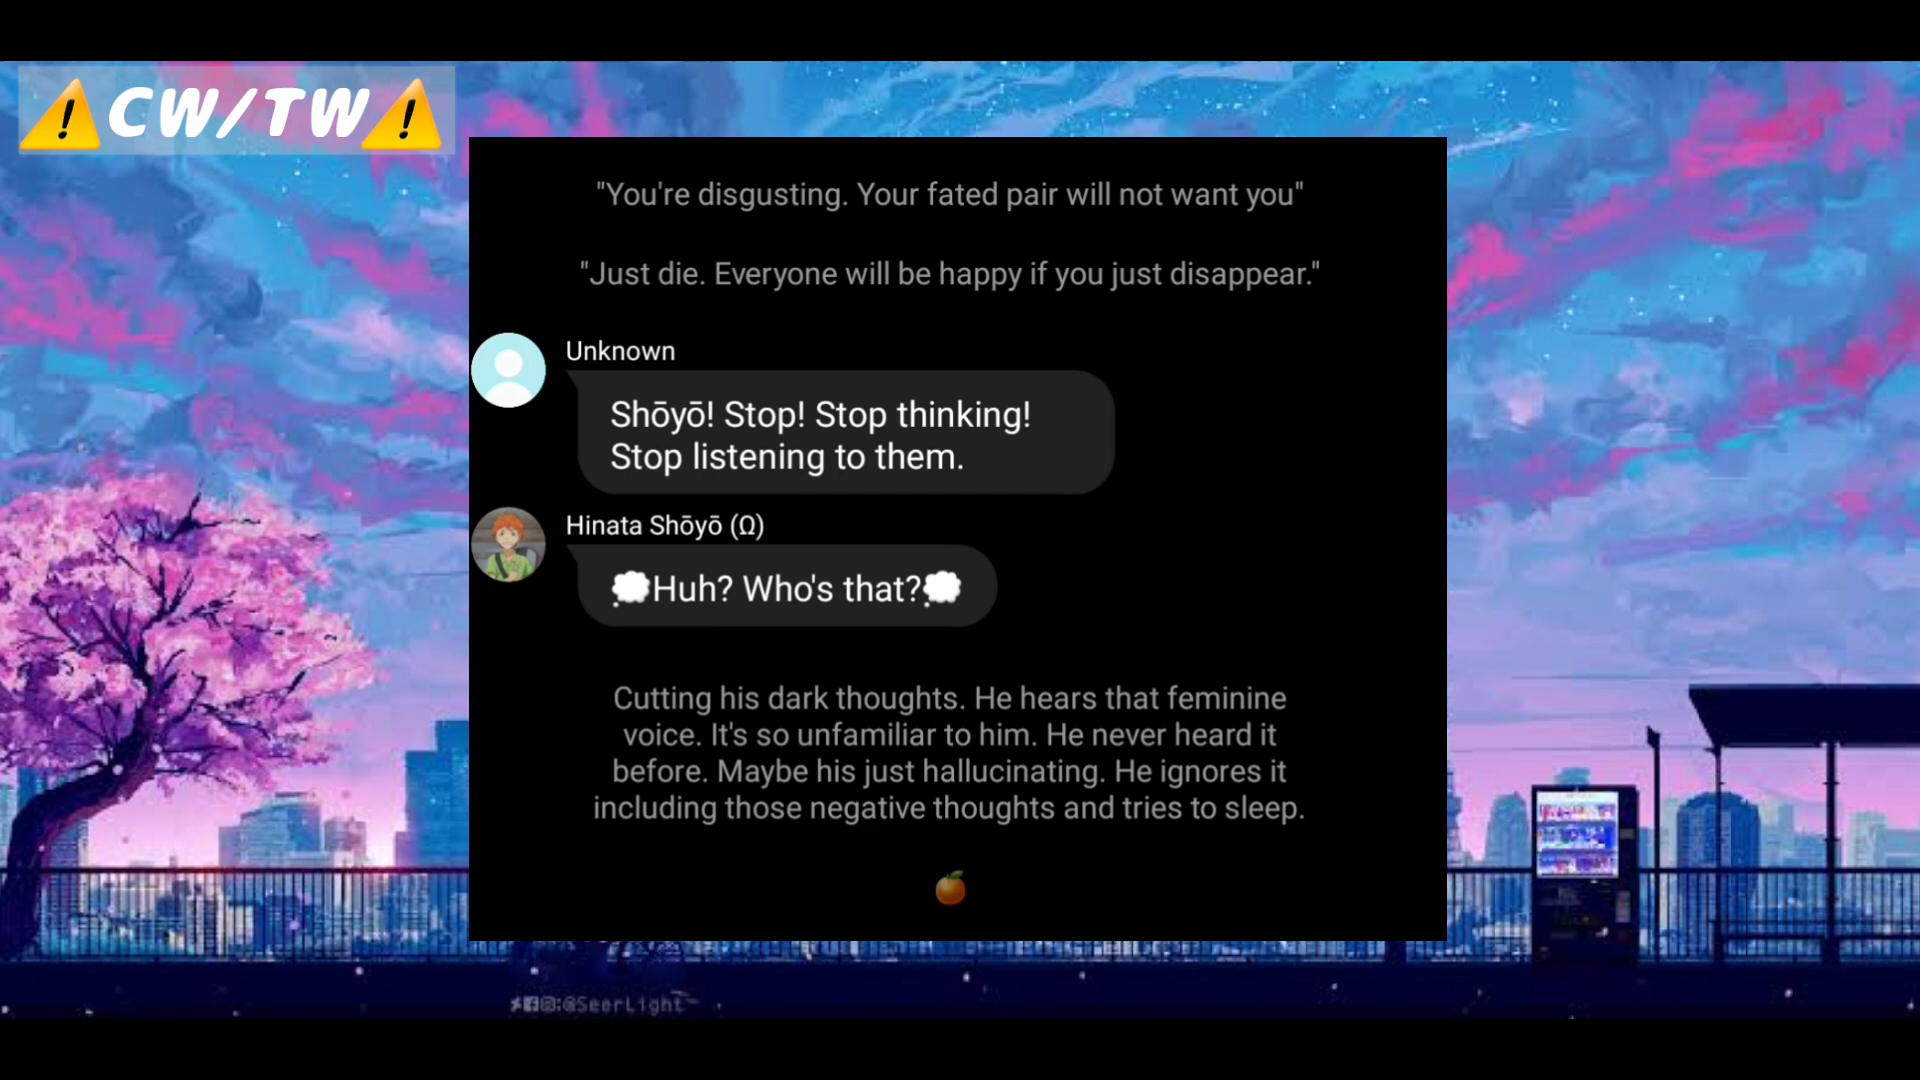 ⚠️CW/TW⚠️
"You're disgusting. Your fated pair will not want you"
"Just die. Everyone will be happy if you just disappear."
Unknown
Shōyō! Stop! Stop thinking!
Stop listening to them.
Hinata Shōyō (Ω)
💭Huh? Who's that?💭
Cutting his dark thoughts. He hears that feminine
voice. It's so unfamiliar to him. He never heard it
before. Maybe his just hallucinating. He ignores it
including those negative thoughts and tries to sleep.
🍊
:@SeerLight